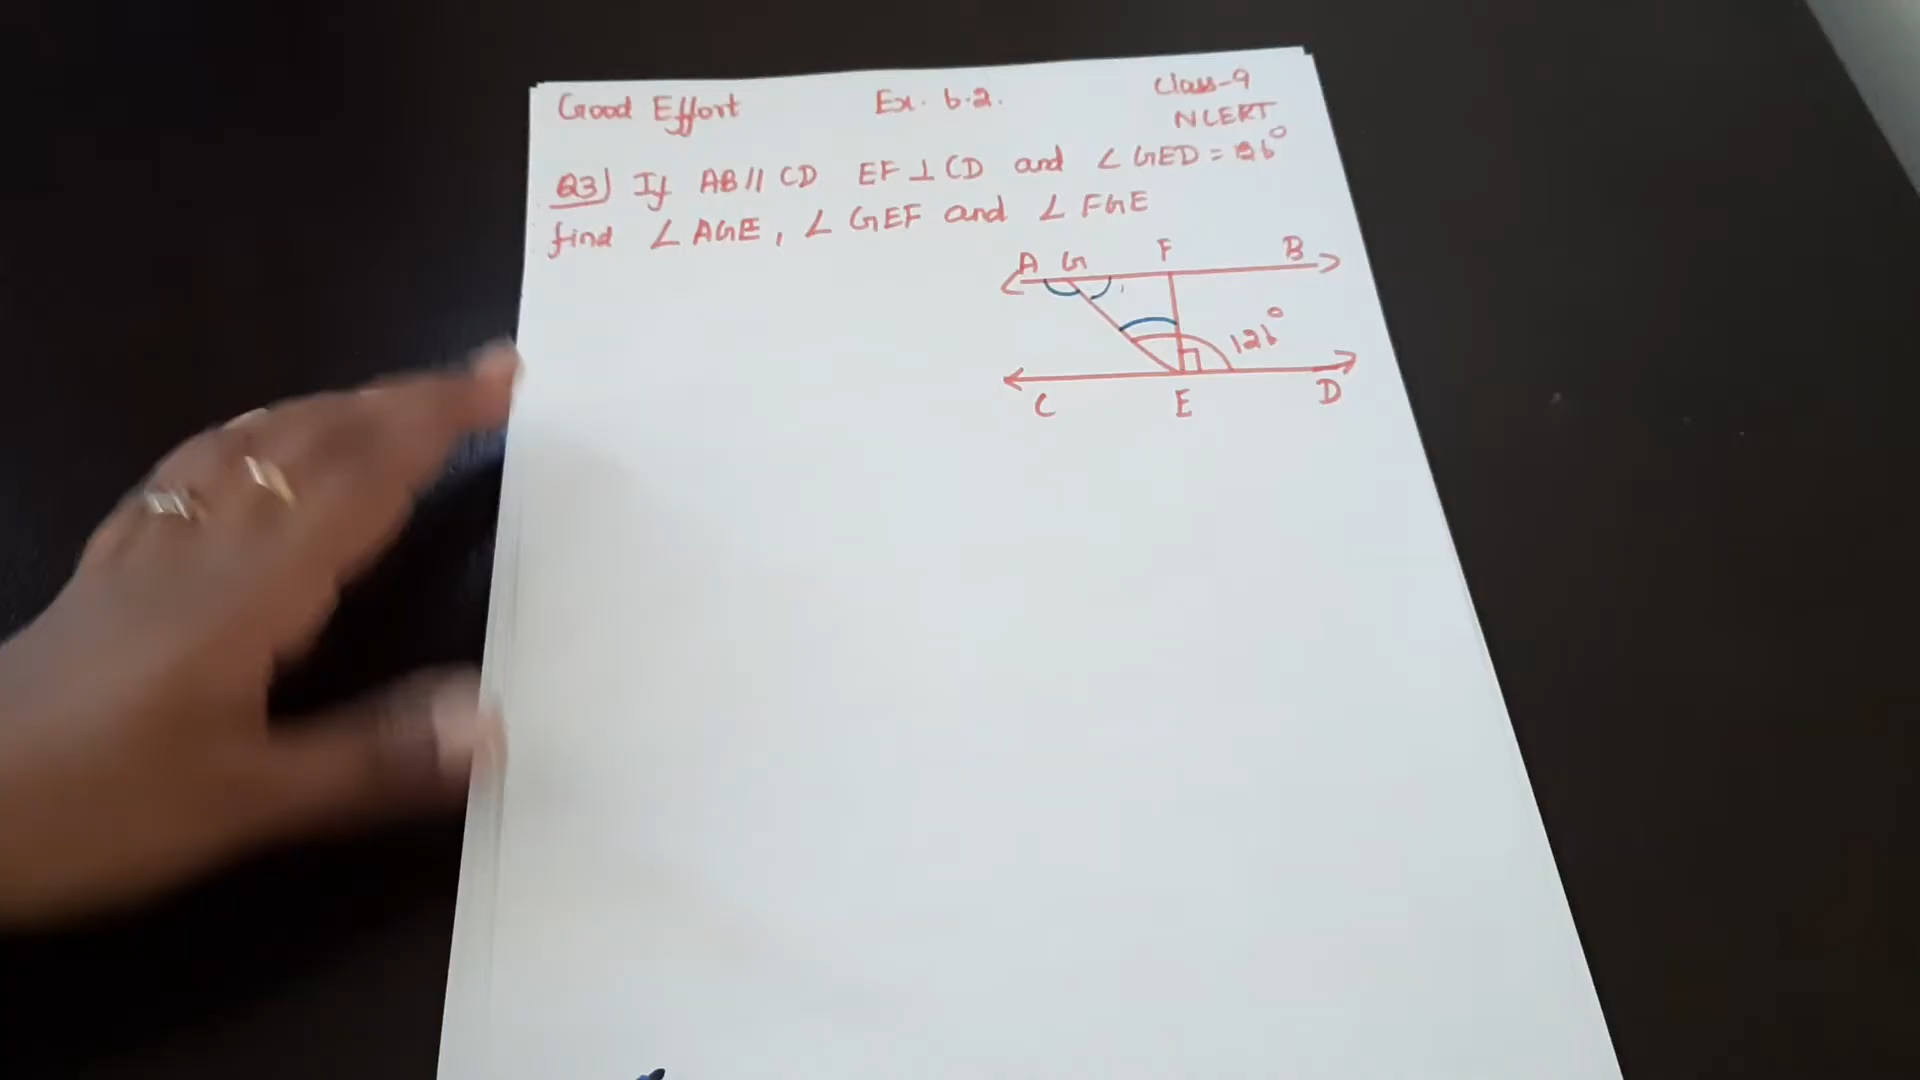 Good Effort Ex. 6.2. Class-9
NCERT
Q3) If AB || CD EF ⊥ CD and ∠ GED = 126°
find ∠ AGE, ∠ GEF and ∠ FGE
A G F B
126°
C E D